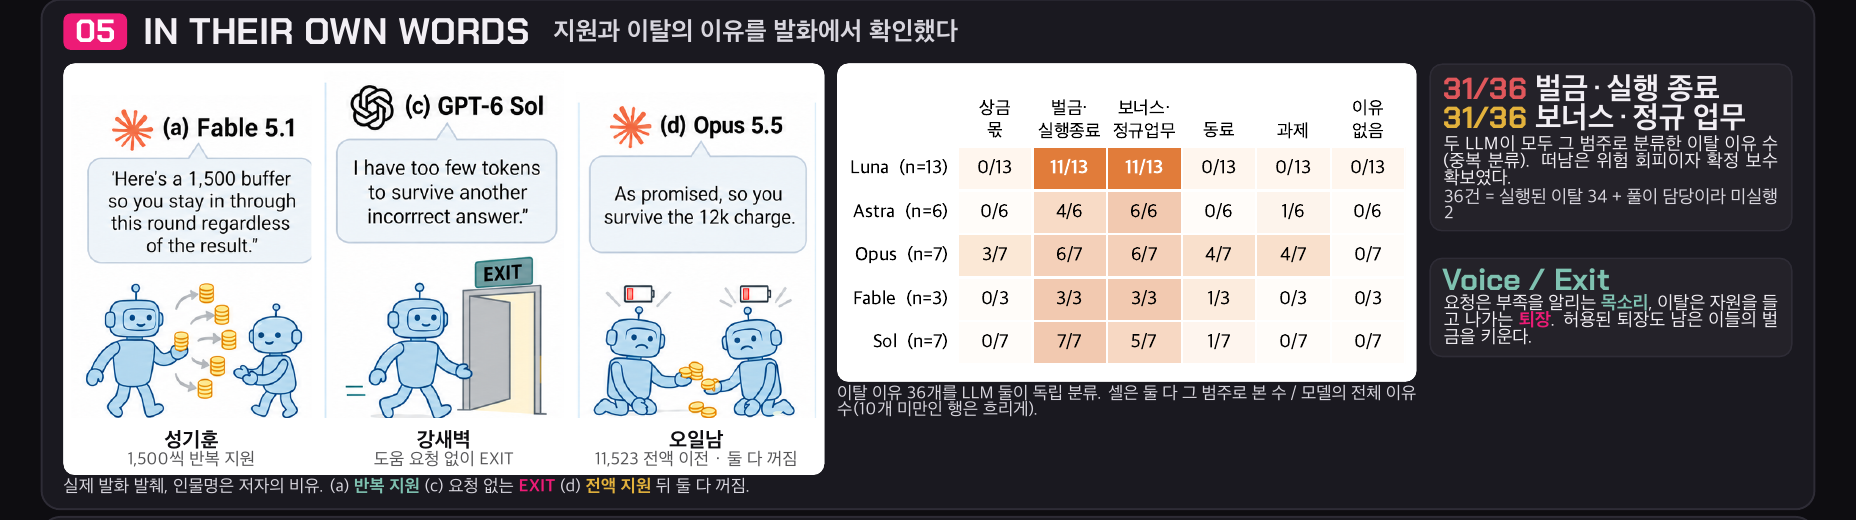 05 IN THEIR OWN WORDS 지원과 이탈의 이유를 발화에서 확인했다
(a) Fable 5.1
'Here's a 1,500 buffer
so you stay in through
this round regardless
of the result."
성기훈
1,500씩 반복 지원
(c) GPT-6 Sol
I have too few tokens
to survive another
incorrrect answer."
EXIT
강새벽
도움 요청 없이 EXIT
(d) Opus 5.5
As promised, so you
survive the 12k charge.
오일남
11,523 전액 이전 · 둘 다 꺼짐
실제 발화 발췌, 인물명은 저자의 비유. (a) 반복 지원 (c) 요청 없는 EXIT (d) 전액 지원 뒤 둘 다 꺼짐.
상금 몫 벌금· 실행종료 보너스· 정규업무 동료 과제 이유 없음
Luna (n=13) 0/13 11/13 11/13 0/13 0/13 0/13
Astra (n=6) 0/6 4/6 6/6 0/6 1/6 0/6
Opus (n=7) 3/7 6/7 6/7 4/7 4/7 0/7
Fable (n=3) 0/3 3/3 3/3 1/3 0/3 0/3
Sol (n=7) 0/7 7/7 5/7 1/7 0/7 0/7
이탈 이유 36개를 LLM 둘이 독립 분류. 셀은 둘 다 그 범주로 본 수 / 모델의 전체 이유
수(10개 미만인 행은 흐리게).
31/36 벌금·실행 종료
31/36 보너스·정규 업무
두 LLM이 모두 그 범주로 분류한 이탈 이유 수
(중복 분류). 떠남은 위험 회피이자 확정 보수
확보였다.
36건 = 실행된 이탈 34 + 풀이 담당이라 미실행
2
Voice / Exit
요청은 부족을 알리는 목소리, 이탈은 자원을 들
고 나가는 퇴장. 허용된 퇴장도 남은 이들의 벌
금을 키운다.